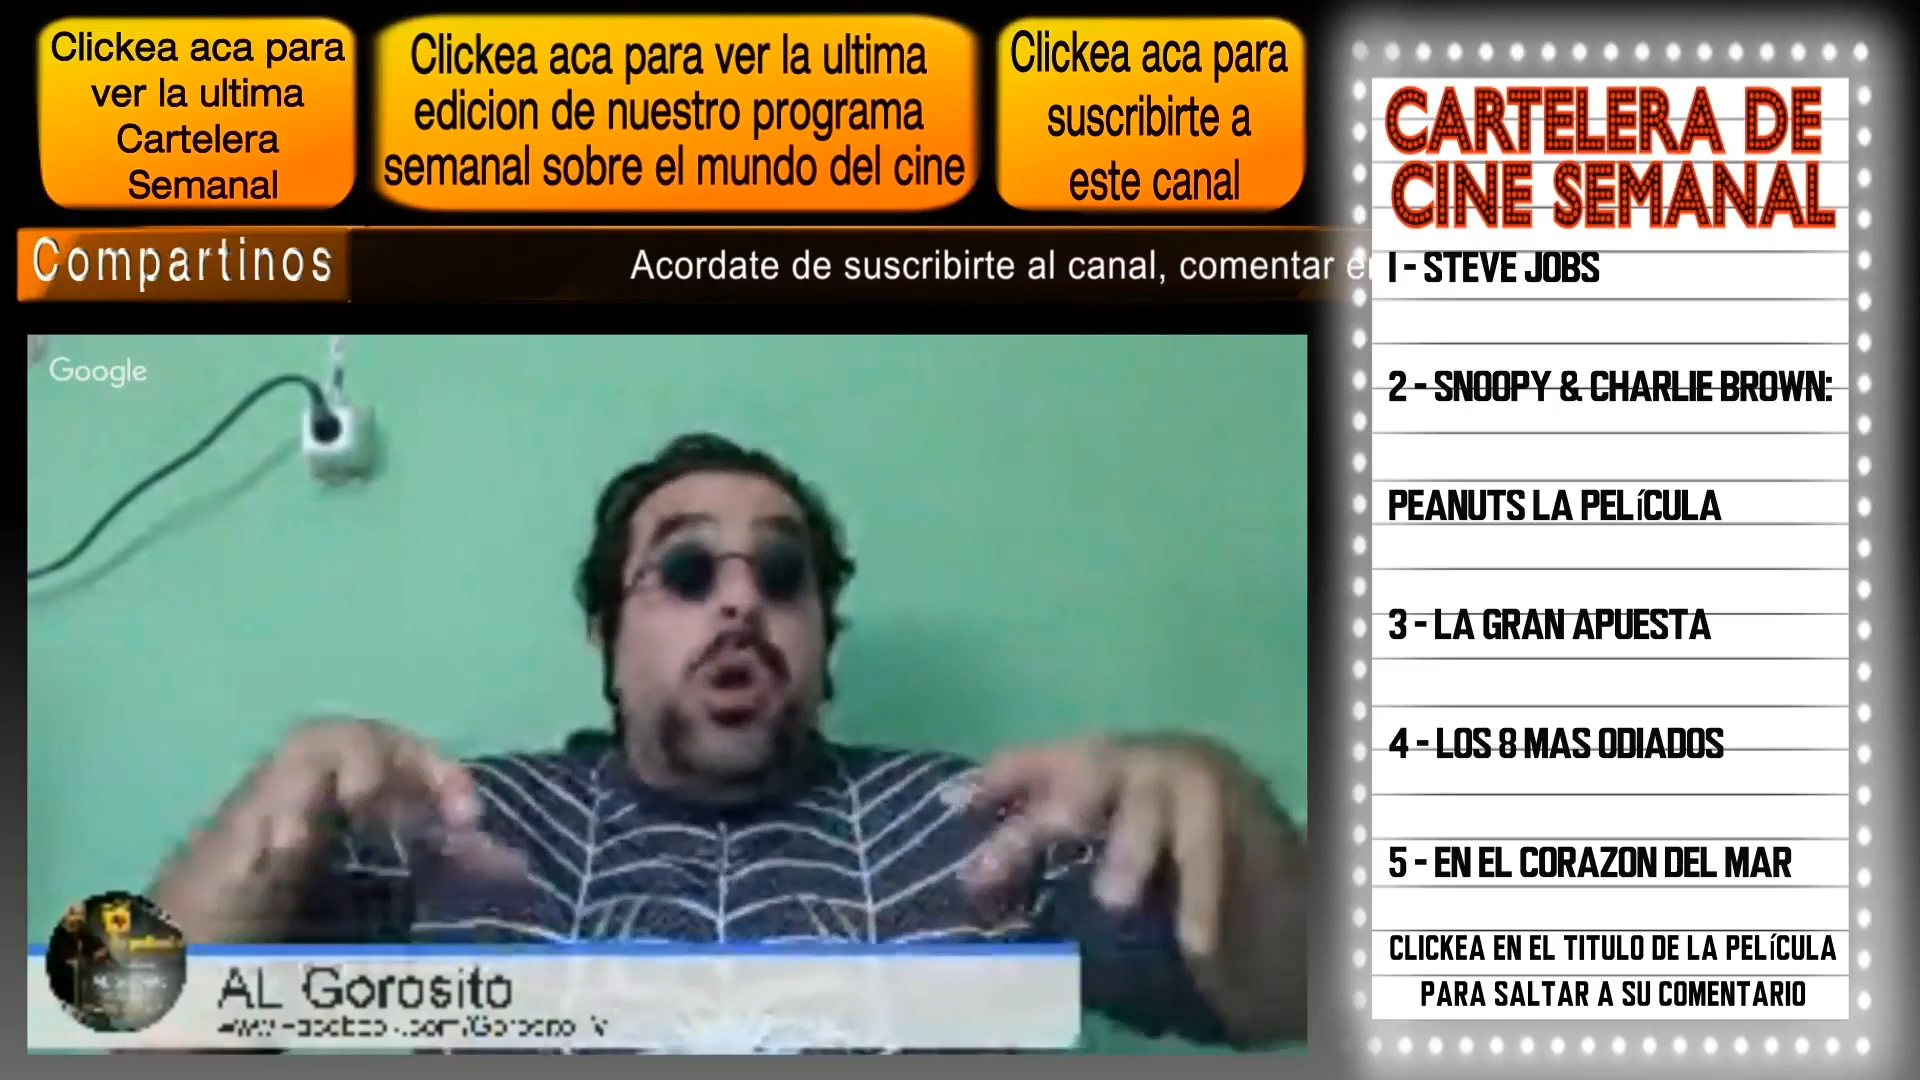 Clickea aca para
ver la ultima
Cartelera
Semanal
Clickea aca para ver la ultima
edicion de nuestro programa
semanal sobre el mundo del cine
Clickea aca para
suscribirte a
este canal
Compartinos
Acordate de suscribirte al canal, comentar
CARTELERA DE
CINE SEMANAL
1 - STEVE JOBS
2 - SNOOPY & CHARLIE BROWN:
PEANUTS LA PELíCULA
3 - LA GRAN APUESTA
4 - LOS 8 MAS ODIADOS
5 - EN EL CORAZON DEL MAR
CLICKEA EN EL TITULO DE LA PELíCULA
PARA SALTAR A SU COMENTARIO
Google
AL Gorosito